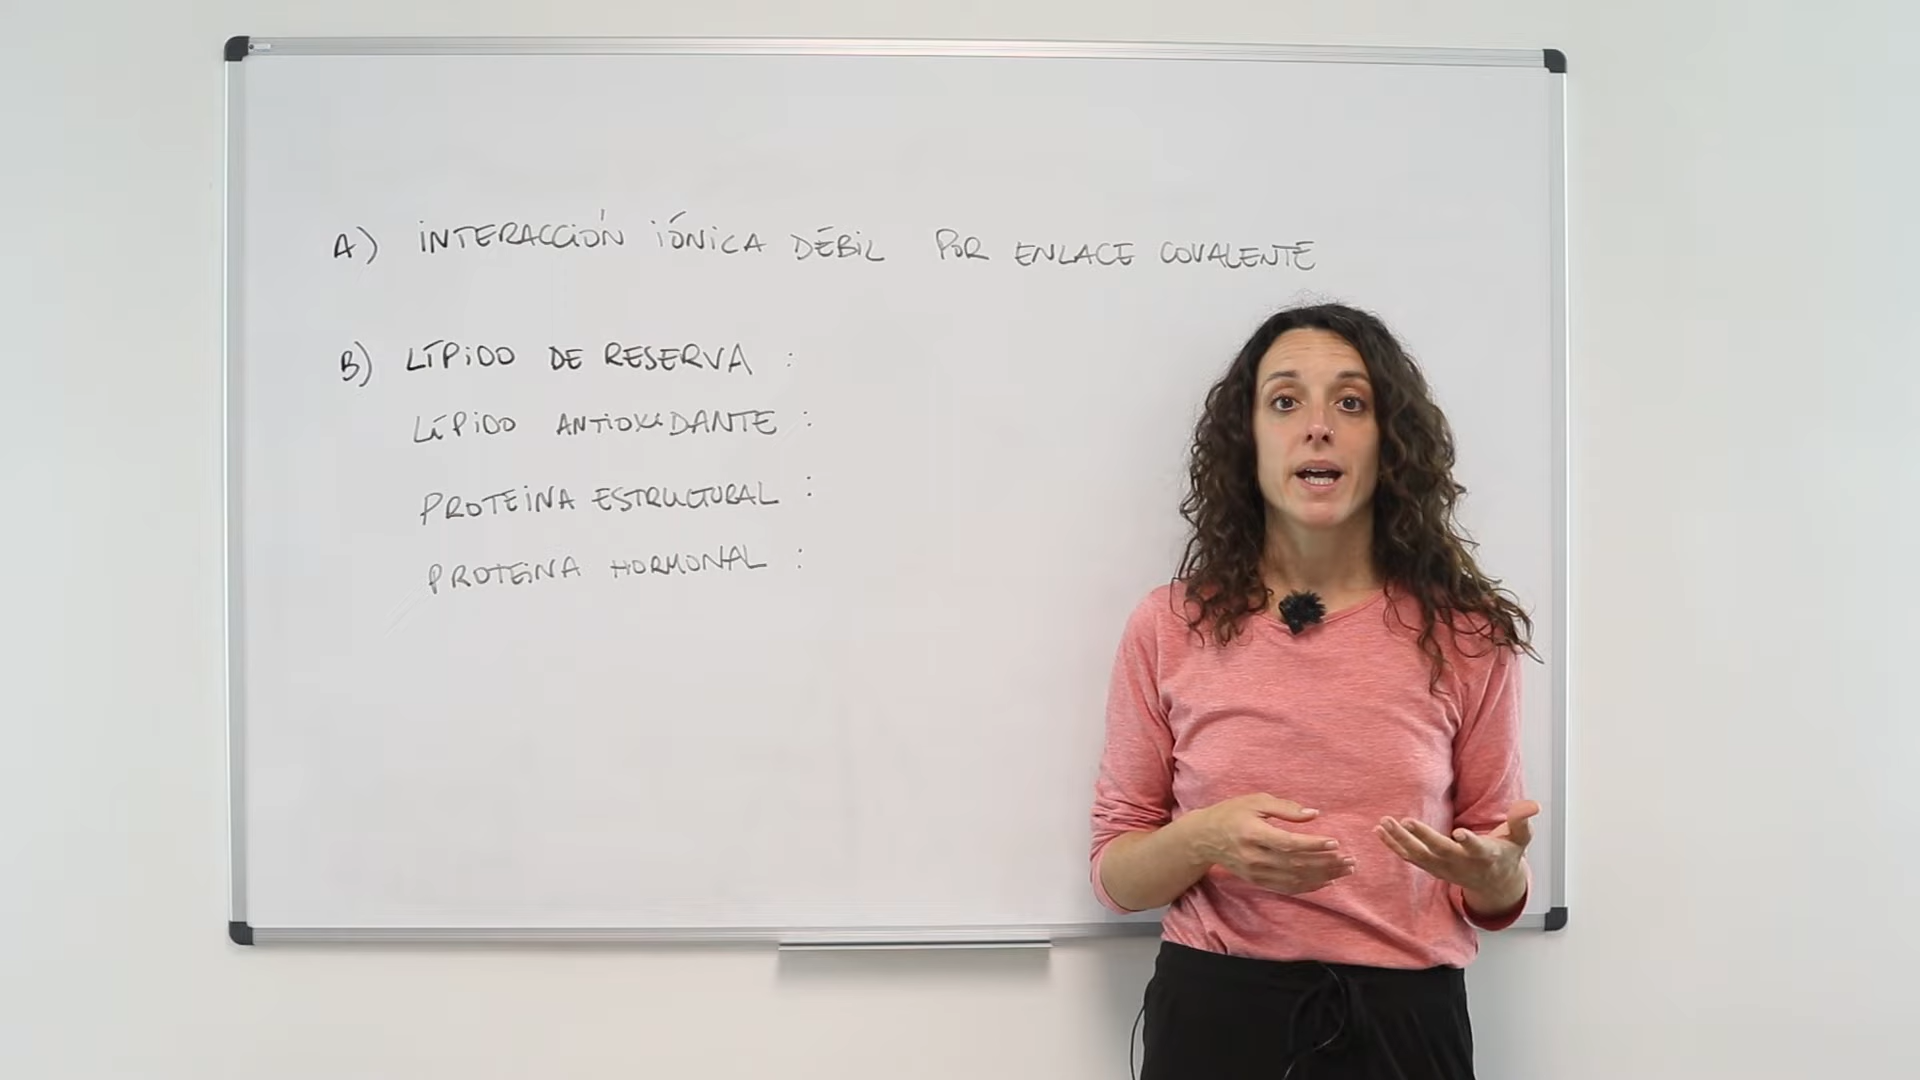 A) INTERACCIÓN IÓNICA DÉBIL POR ENLACE COVALENTE
B) LÍPIDO DE RESERVA :
LÍPIDO ANTIOXIDANTE :
PROTEINA ESTRUCTURAL :
PROTEINA HORMONAL :